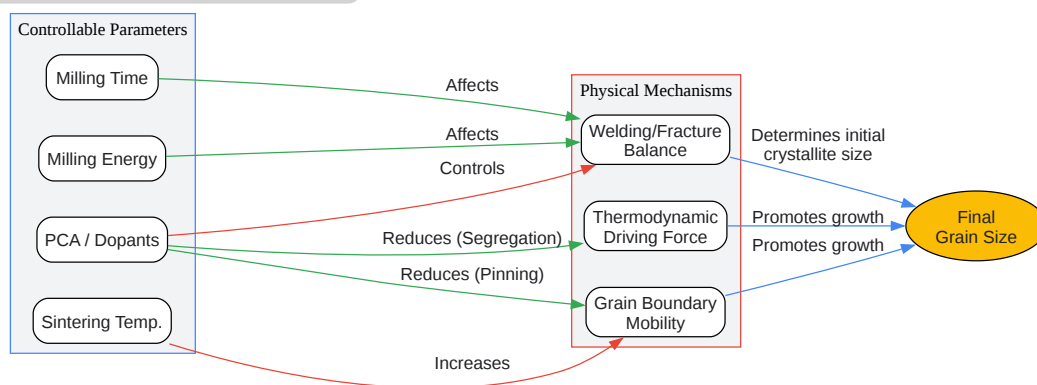 Controllable Parameters
Milling Time
Milling Energy
PCA / Dopants
Sintering Temp.
Affects
Affects
Controls
Reduces (Segregation)
Reduces (Pinning)
Increases
Physical Mechanisms
Welding/Fracture
Balance
Thermodynamic
Driving Force
Grain Boundary
Mobility
Determines initial
crystallite size
Promotes growth
Promotes growth
Final
Grain Size